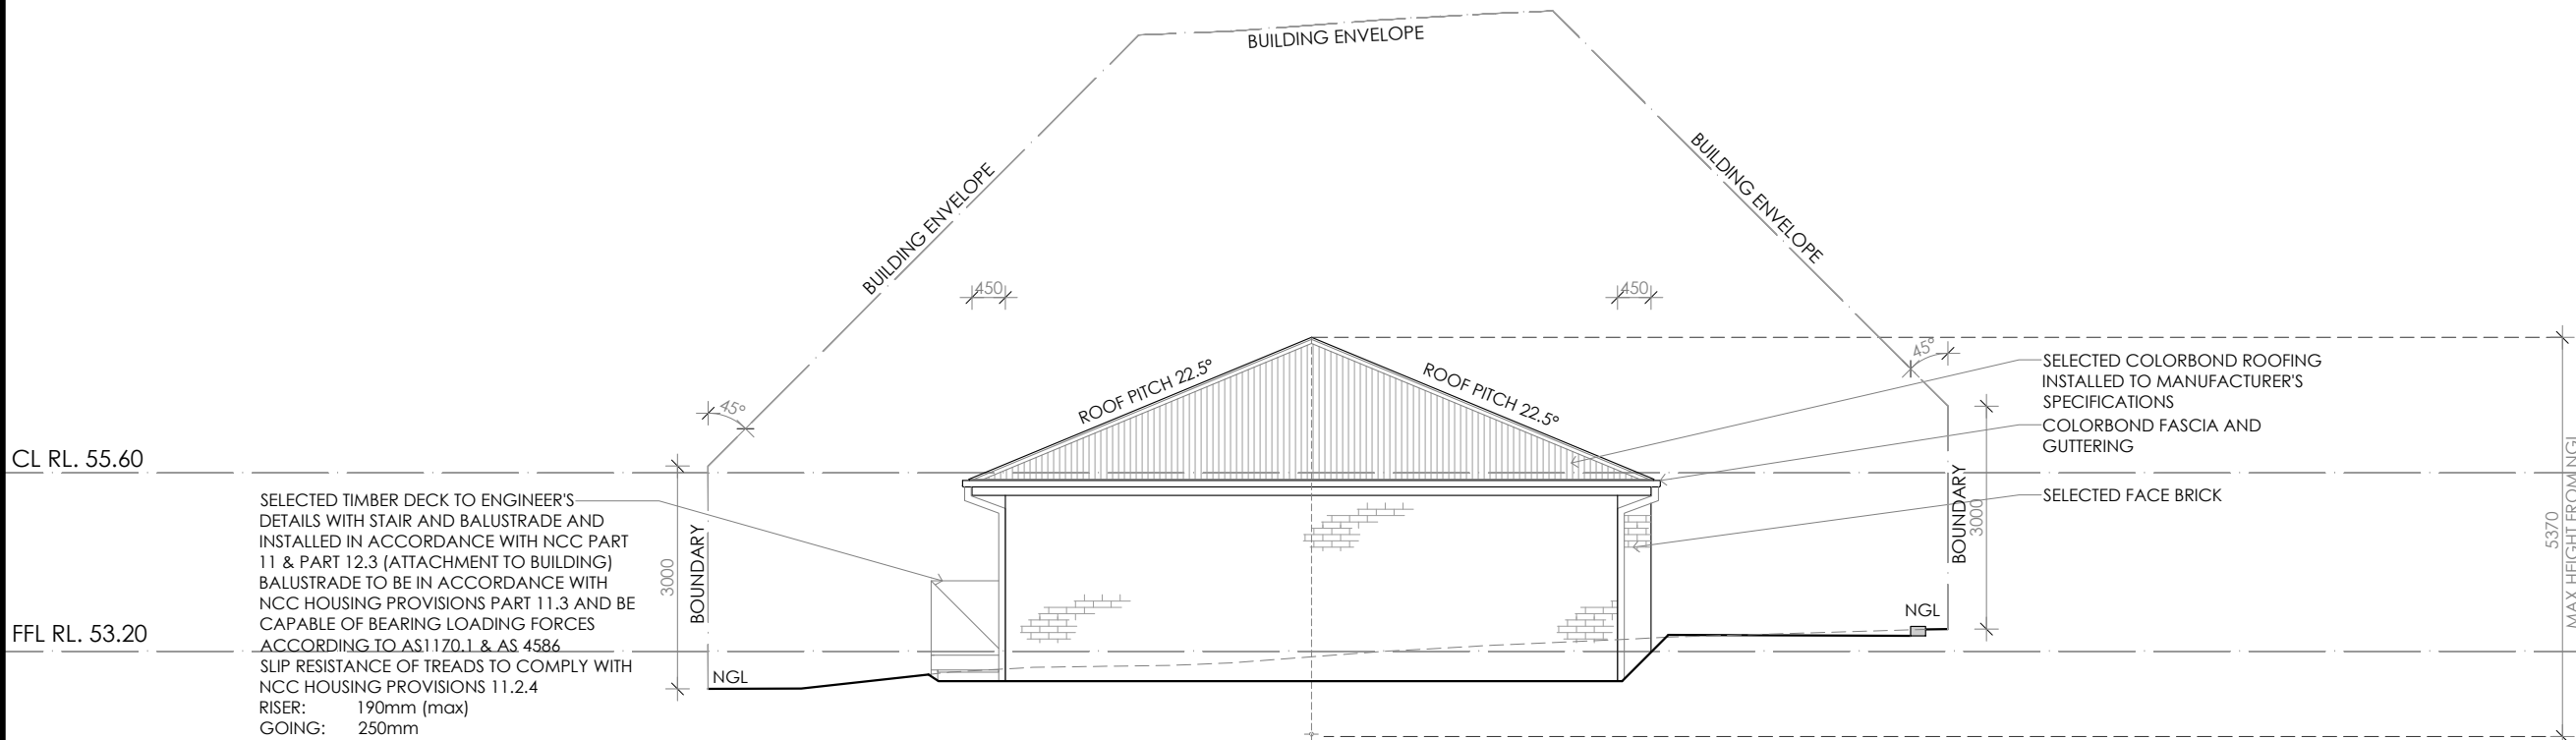 BUILDING ENVELOPE
BUILDING ENVELOPE
BUILDING ENVELOPE
450
450
45°
45°
ROOF PITCH 22.5°
ROOF PITCH 22.5°
SELECTED COLORBOND ROOFING
INSTALLED TO MANUFACTURER'S
SPECIFICATIONS
COLORBOND FASCIA AND
GUTTERING
SELECTED FACE BRICK
CL RL. 55.60
FFL RL. 53.20
SELECTED TIMBER DECK TO ENGINEER'S
DETAILS WITH STAIR AND BALUSTRADE AND
INSTALLED IN ACCORDANCE WITH NCC PART
11 & PART 12.3 (ATTACHMENT TO BUILDING)
BALUSTRADE TO BE IN ACCORDANCE WITH
NCC HOUSING PROVISIONS PART 11.3 AND BE
CAPABLE OF BEARING LOADING FORCES
ACCORDING TO AS1170.1 & AS 4586
SLIP RESISTANCE OF TREADS TO COMPLY WITH
NCC HOUSING PROVISIONS 11.2.4
RISER: 190mm (max)
GOING: 250mm
3000
BOUNDARY
NGL
BOUNDARY
3000
NGL
5370
MAX HEIGHT FROM NGL